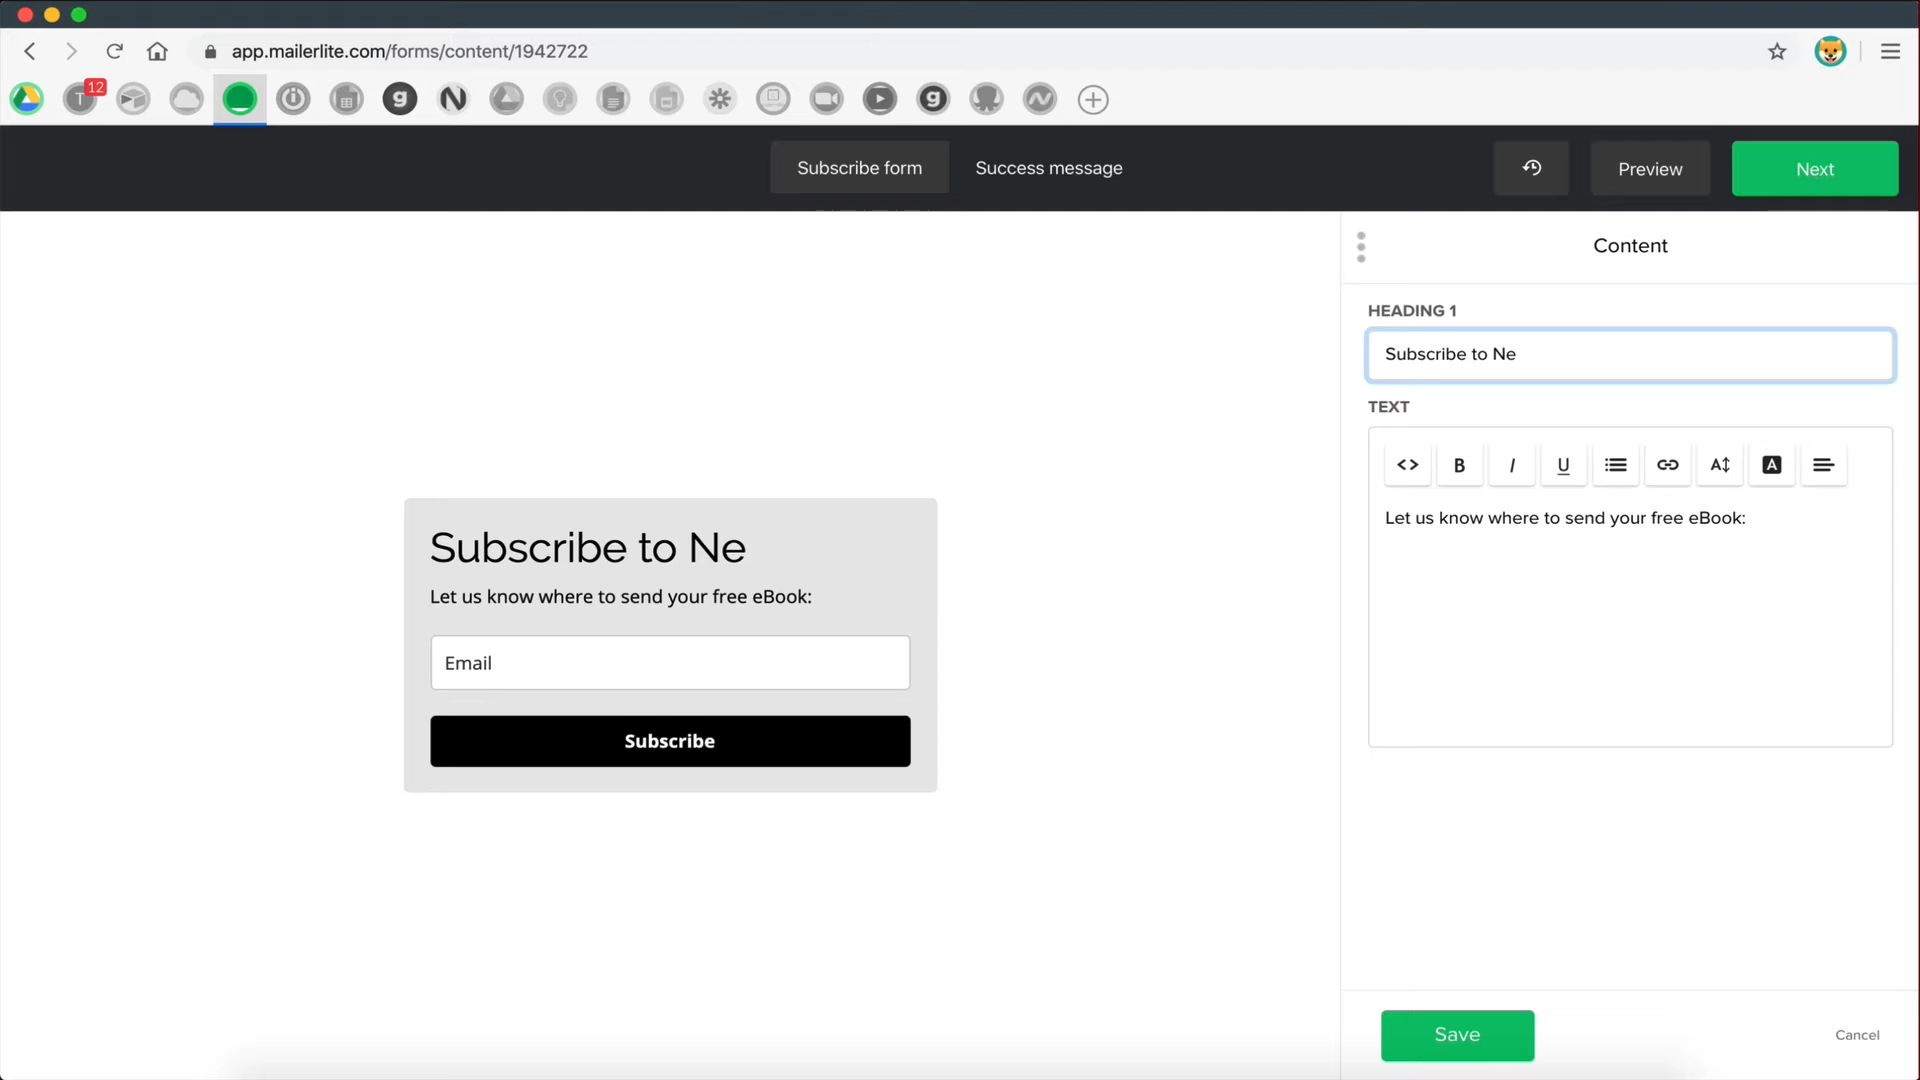 app.mailerlite.com/forms/content/1942722
T 12
g
N
g
Subscribe form
Success message
Preview
Next
Content
HEADING 1
Subscribe to Ne
TEXT
<> B I U A A
Let us know where to send your free eBook:
Subscribe to Ne
Let us know where to send your free eBook:
Email
Subscribe
Save
Cancel